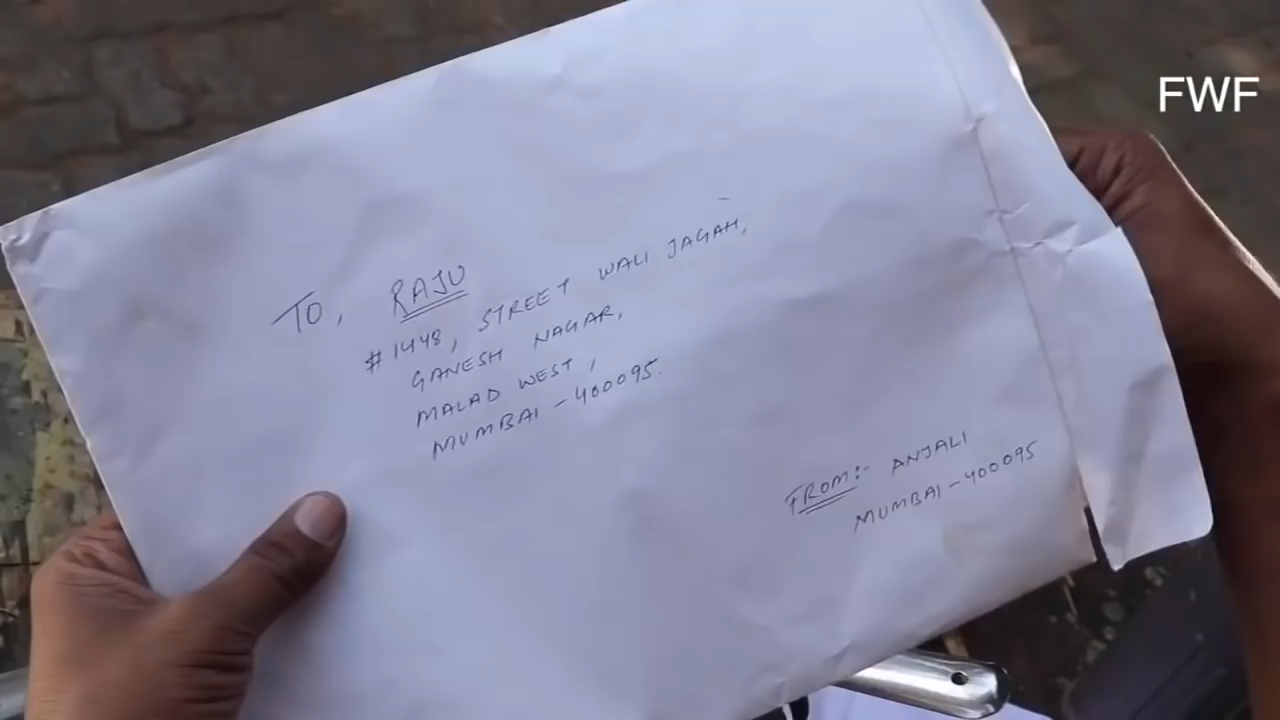 FWF
TO, RAJU
#1448, STREET WALI JAGAH,
GANESH NAGAR,
MALAD WEST,
MUMBAI - 400095.
FROM:- ANJALI
MUMBAI - 400095